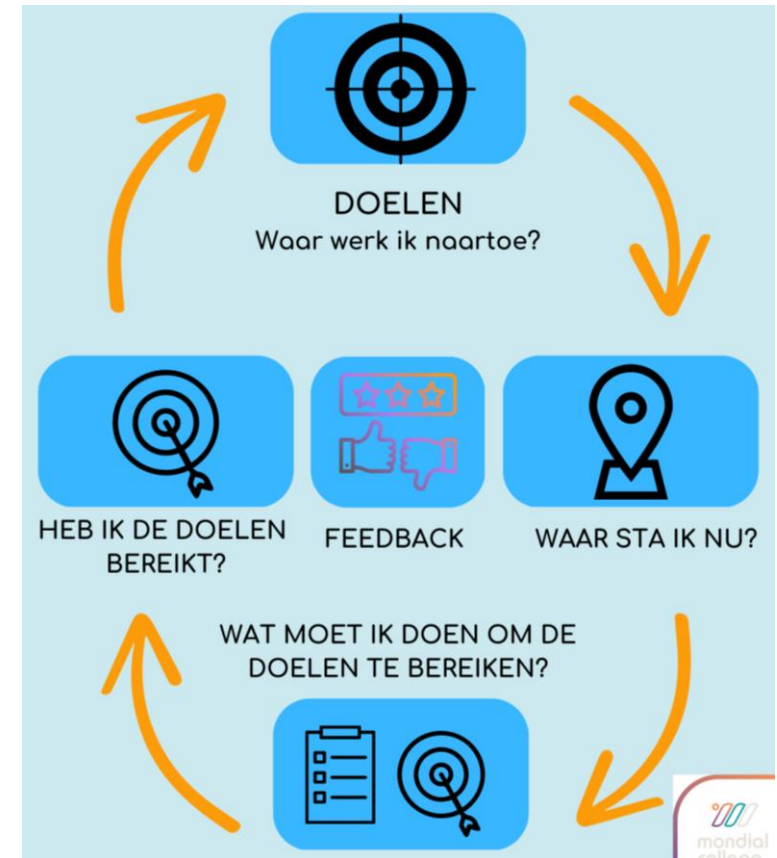 DOELEN
Waar werk ik naartoe?
HEB IK DE DOELEN
BEREIKT?
FEEDBACK
WAAR STA IK NU?
WAT MOET IK DOEN OM DE
DOELEN TE BEREIKEN?
mondial
college